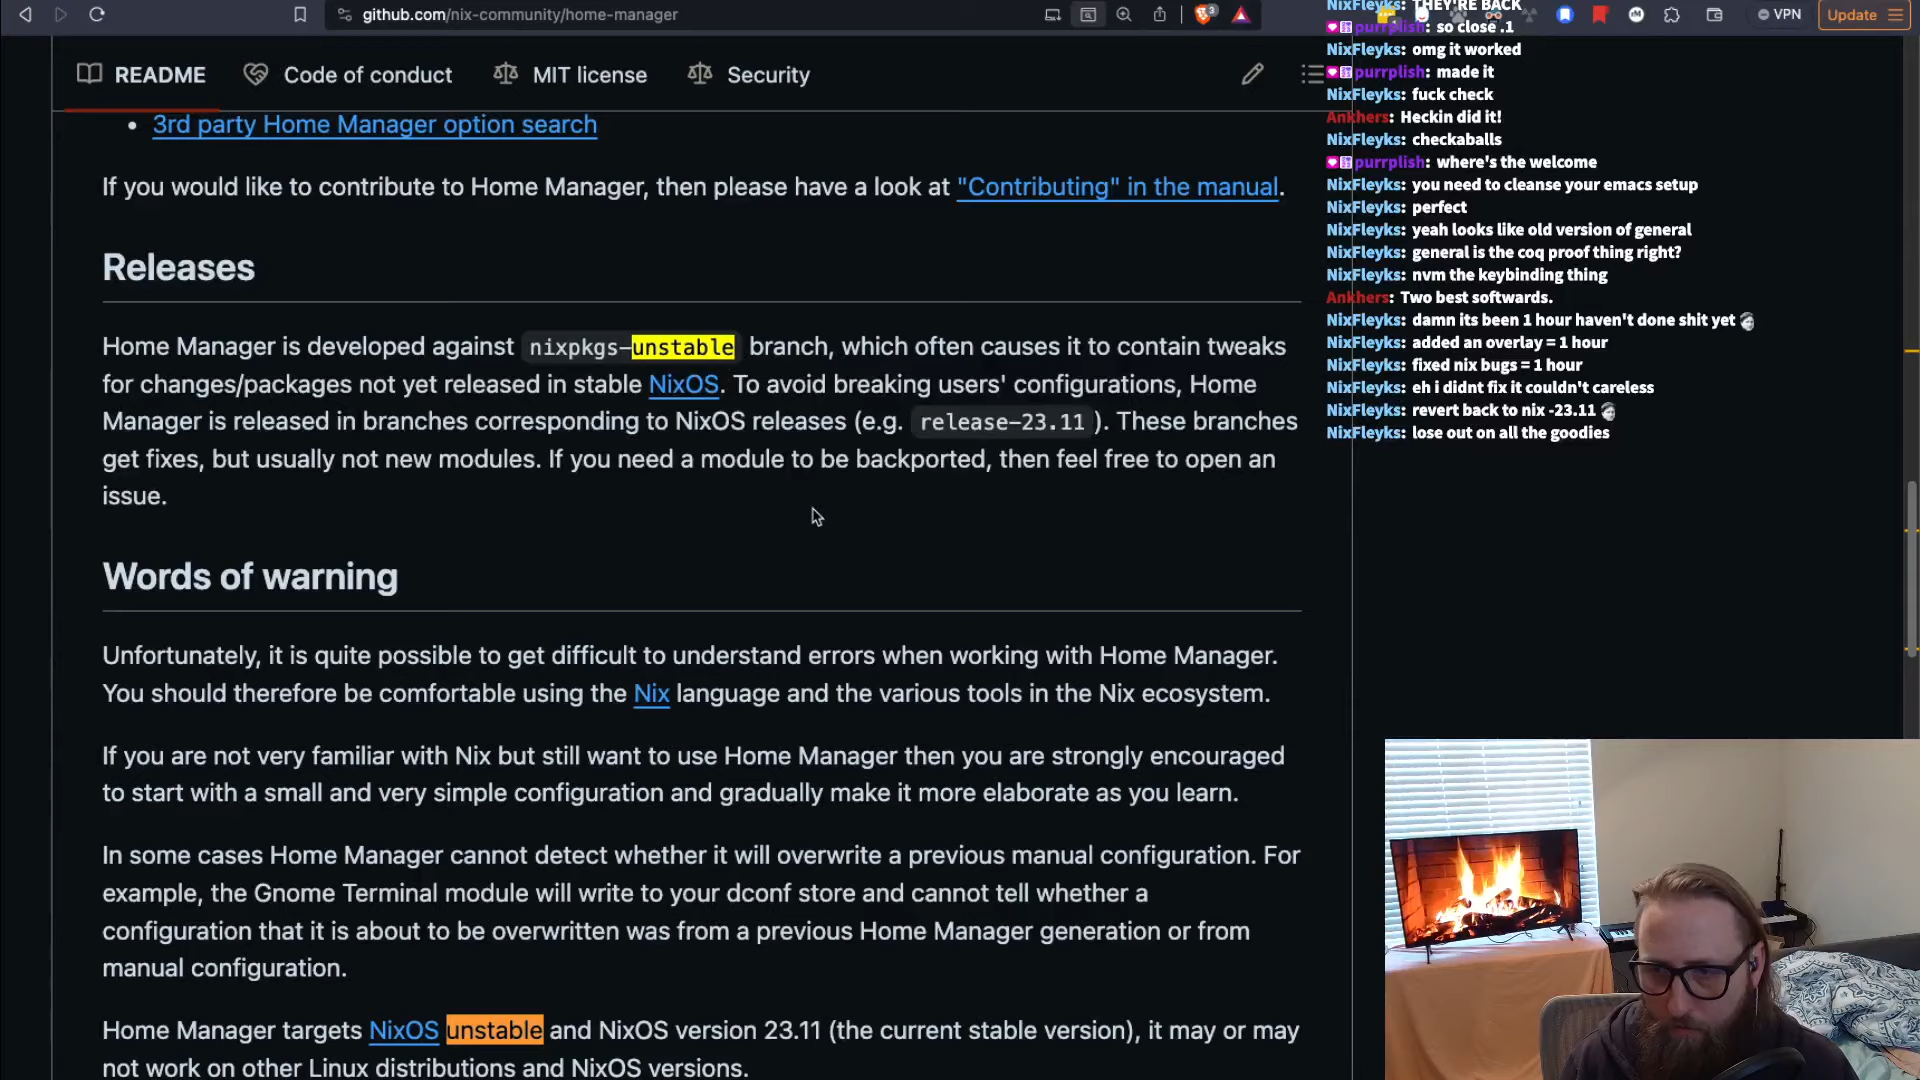 github.com/nix-community/home-manager
VPN
Update
README
Code of conduct
MIT license
Security
3rd party Home Manager option search
If you would like to contribute to Home Manager, then please have a look at "Contributing" in the manual.
Releases
Home Manager is developed against nixpkgs-unstable branch, which often causes it to contain tweaks
for changes/packages not yet released in stable NixOS. To avoid breaking users' configurations, Home
Manager is released in branches corresponding to NixOS releases (e.g. release-23.11 ). These branches
get fixes, but usually not new modules. If you need a module to be backported, then feel free to open an
issue.
Words of warning
Unfortunately, it is quite possible to get difficult to understand errors when working with Home Manager.
You should therefore be comfortable using the Nix language and the various tools in the Nix ecosystem.
If you are not very familiar with Nix but still want to use Home Manager then you are strongly encouraged
to start with a small and very simple configuration and gradually make it more elaborate as you learn.
In some cases Home Manager cannot detect whether it will overwrite a previous manual configuration. For
example, the Gnome Terminal module will write to your dconf store and cannot tell whether a
configuration that it is about to be overwritten was from a previous Home Manager generation or from
manual configuration.
Home Manager targets NixOS unstable and NixOS version 23.11 (the current stable version), it may or may
not work on other Linux distributions and NixOS versions.
NixFleyks: THEY'RE BACK
purrplish: so close .1
NixFleyks: omg it worked
purrplish: made it
NixFleyks: fuck check
Ankhers: Heckin did it!
NixFleyks: checkaballs
purrplish: where's the welcome
NixFleyks: you need to cleanse your emacs setup
NixFleyks: perfect
NixFleyks: yeah looks like old version of general
NixFleyks: general is the coq proof thing right?
NixFleyks: nvm the keybinding thing
Ankhers: Two best softwards.
NixFleyks: damn its been 1 hour haven't done shit yet
NixFleyks: added an overlay = 1 hour
NixFleyks: fixed nix bugs = 1 hour
NixFleyks: eh i didnt fix it couldn't careless
NixFleyks: revert back to nix -23.11
NixFleyks: lose out on all the goodies